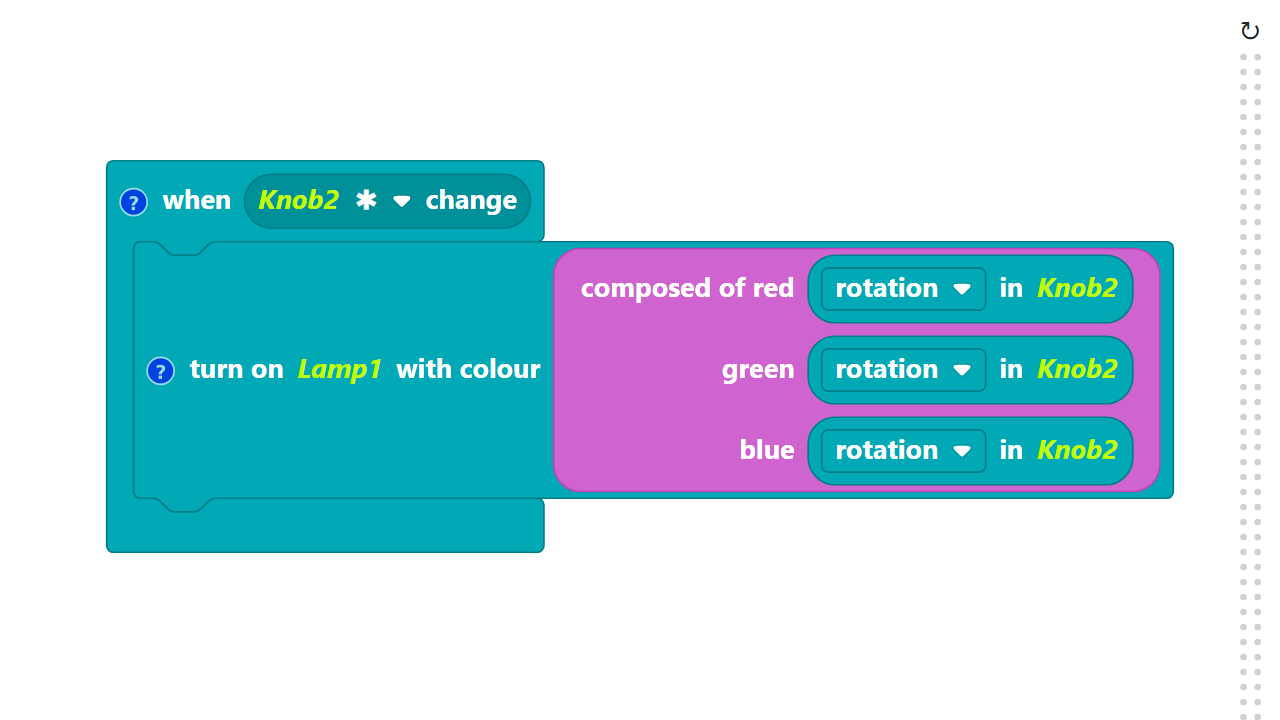 ? when Knob2 ✱ change
composed of red rotation in Knob2
? turn on Lamp1 with colour green rotation in Knob2
blue rotation in Knob2